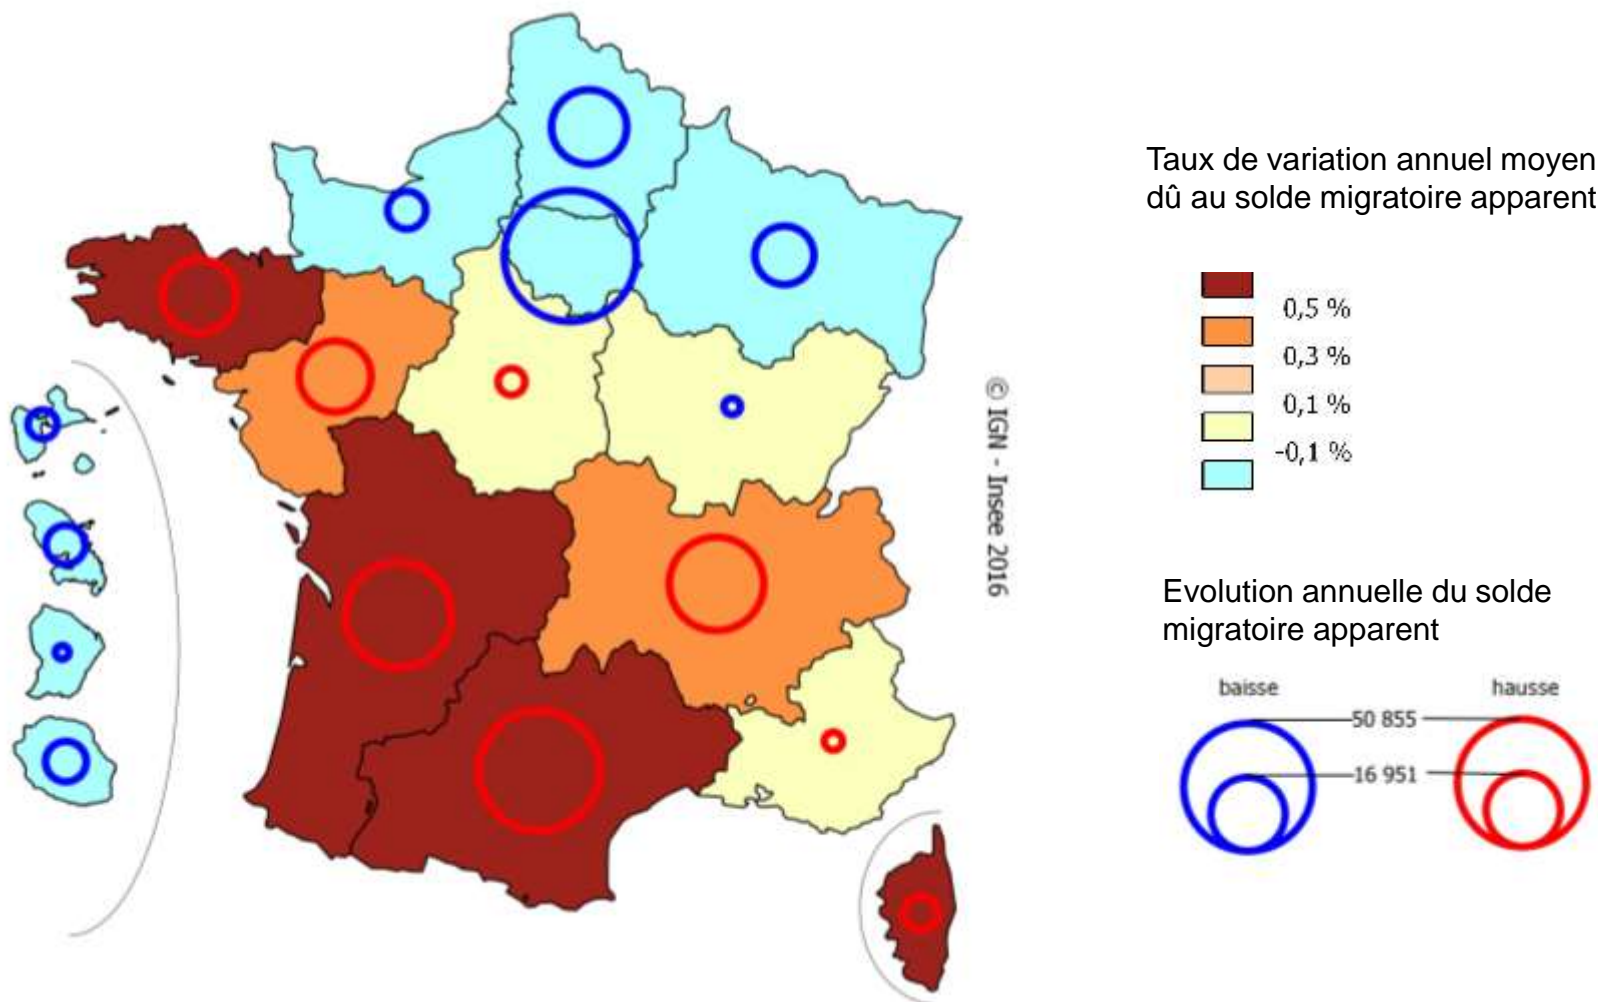 Taux de variation annuel moyen
dû au solde migratoire apparent
0,5 %
0,3 %
0,1 %
-0,1 %
© IGN - Insee 2016
Evolution annuelle du solde
migratoire apparent
baisse
hausse
50 855
16 951